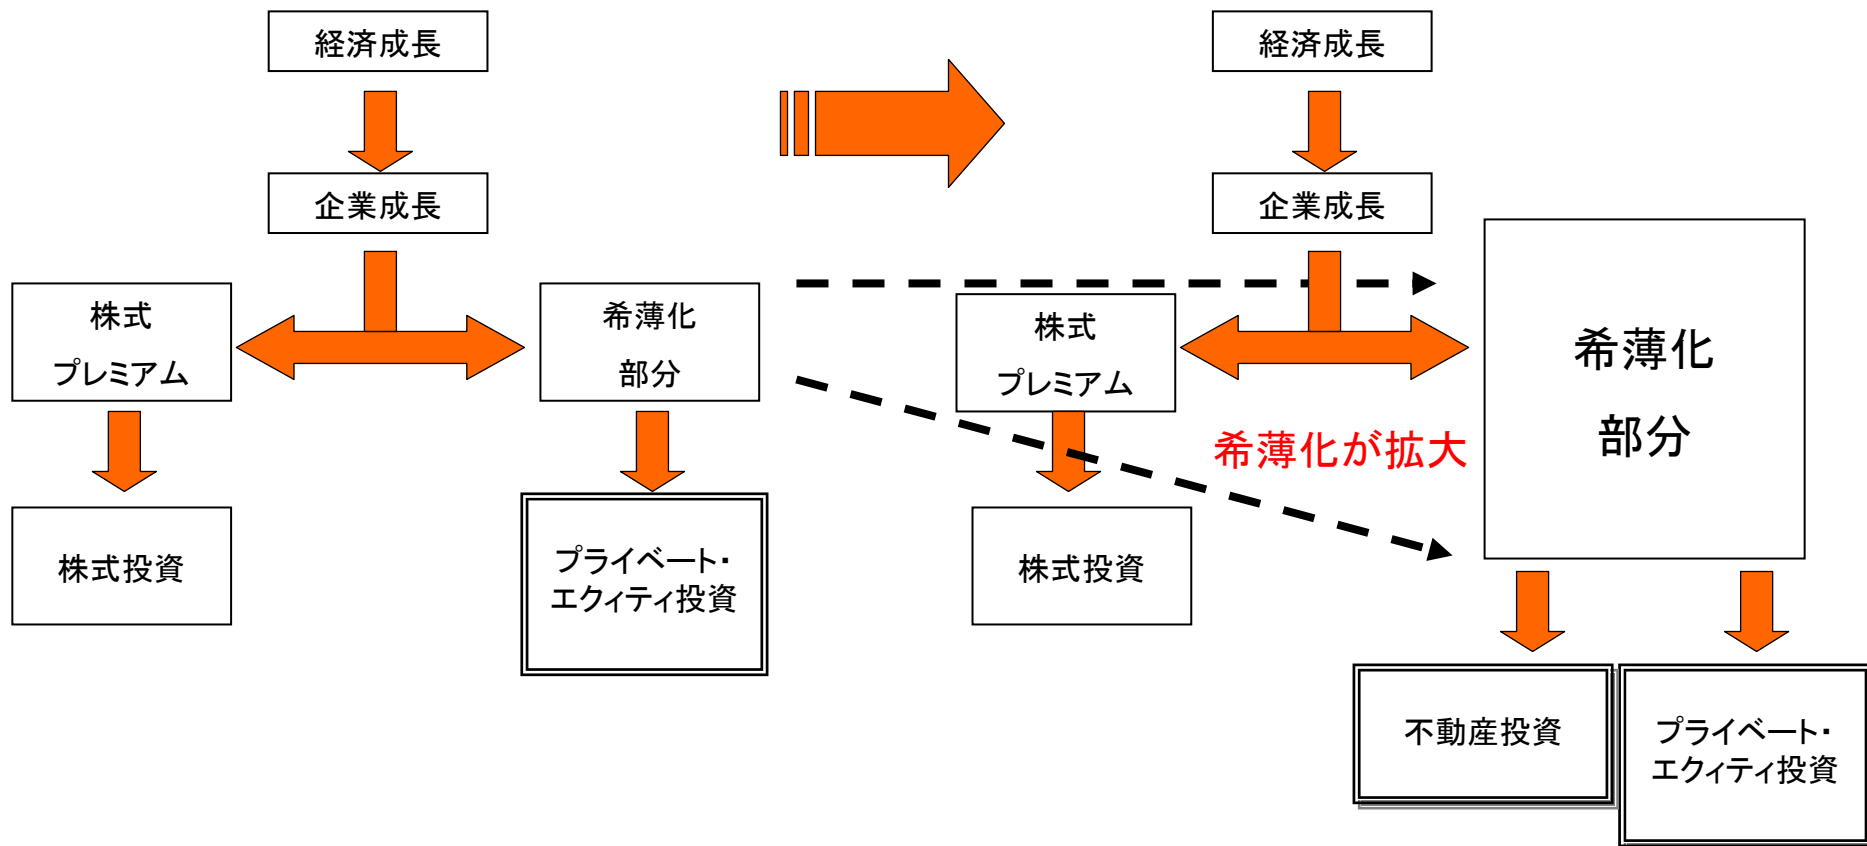 経済成長
企業成長
株式
プレミアム
希薄化
部分
株式投資
プライベート・
エクィティ投資
経済成長
企業成長
株式
プレミアム
希薄化
部分
希薄化が拡大
株式投資
不動産投資
プライベート・
エクィティ投資